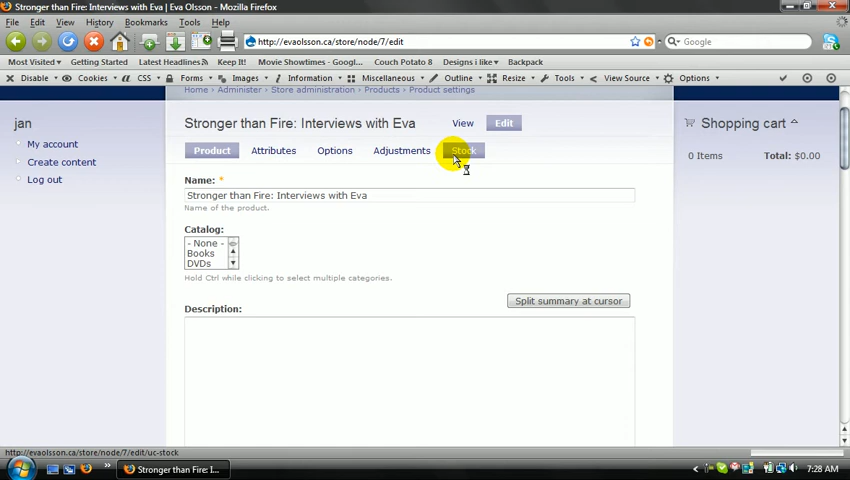 Stronger than Fire: Interviews with Eva | Eva Olsson - Mozilla Firefox
File Edit View History Bookmarks Tools Help
http://evaolsson.ca/store/node/7/edit Google
Most Visited Getting Started Latest Headlines Keep It! Movie Showtimes - Googl... Couch Potato 8 Designs i like Backpack
Disable Cookies CSS Forms Images Information Miscellaneous Outline Resize Tools View Source Options
Home › Administer › Store administration › Products › Product settings
jan
My account
Create content
Log out
Stronger than Fire: Interviews with Eva View Edit
Product Attributes Options Adjustments Stock
Name: *
Stronger than Fire: Interviews with Eva
Name of the product.
Catalog:
- None -
Books
DVDs
Hold Ctrl while clicking to select multiple categories.
Description:
Split summary at cursor
Shopping cart
0 Items Total: $0.00
http://evaolsson.ca/store/node/7/edit/uc-stock
Stronger than Fire: I... 7:28 AM